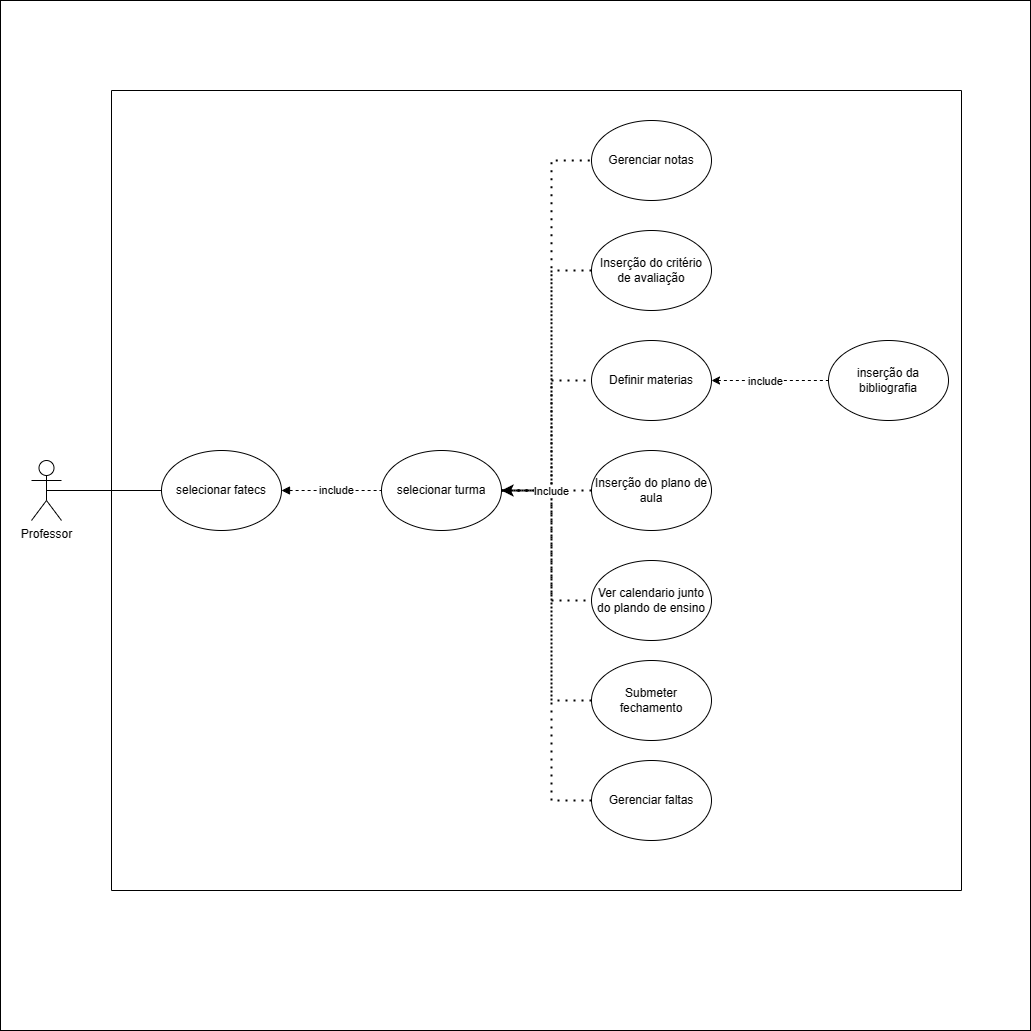 Gerenciar notas
Inserção do critério
de avaliação
Definir materias
include
inserção da
bibliografia
Professor
selecionar fatecs
include
selecionar turma
include
Inserção do plano de
aula
Ver calendario junto
do plando de ensino
Submeter
fechamento
Gerenciar faltas